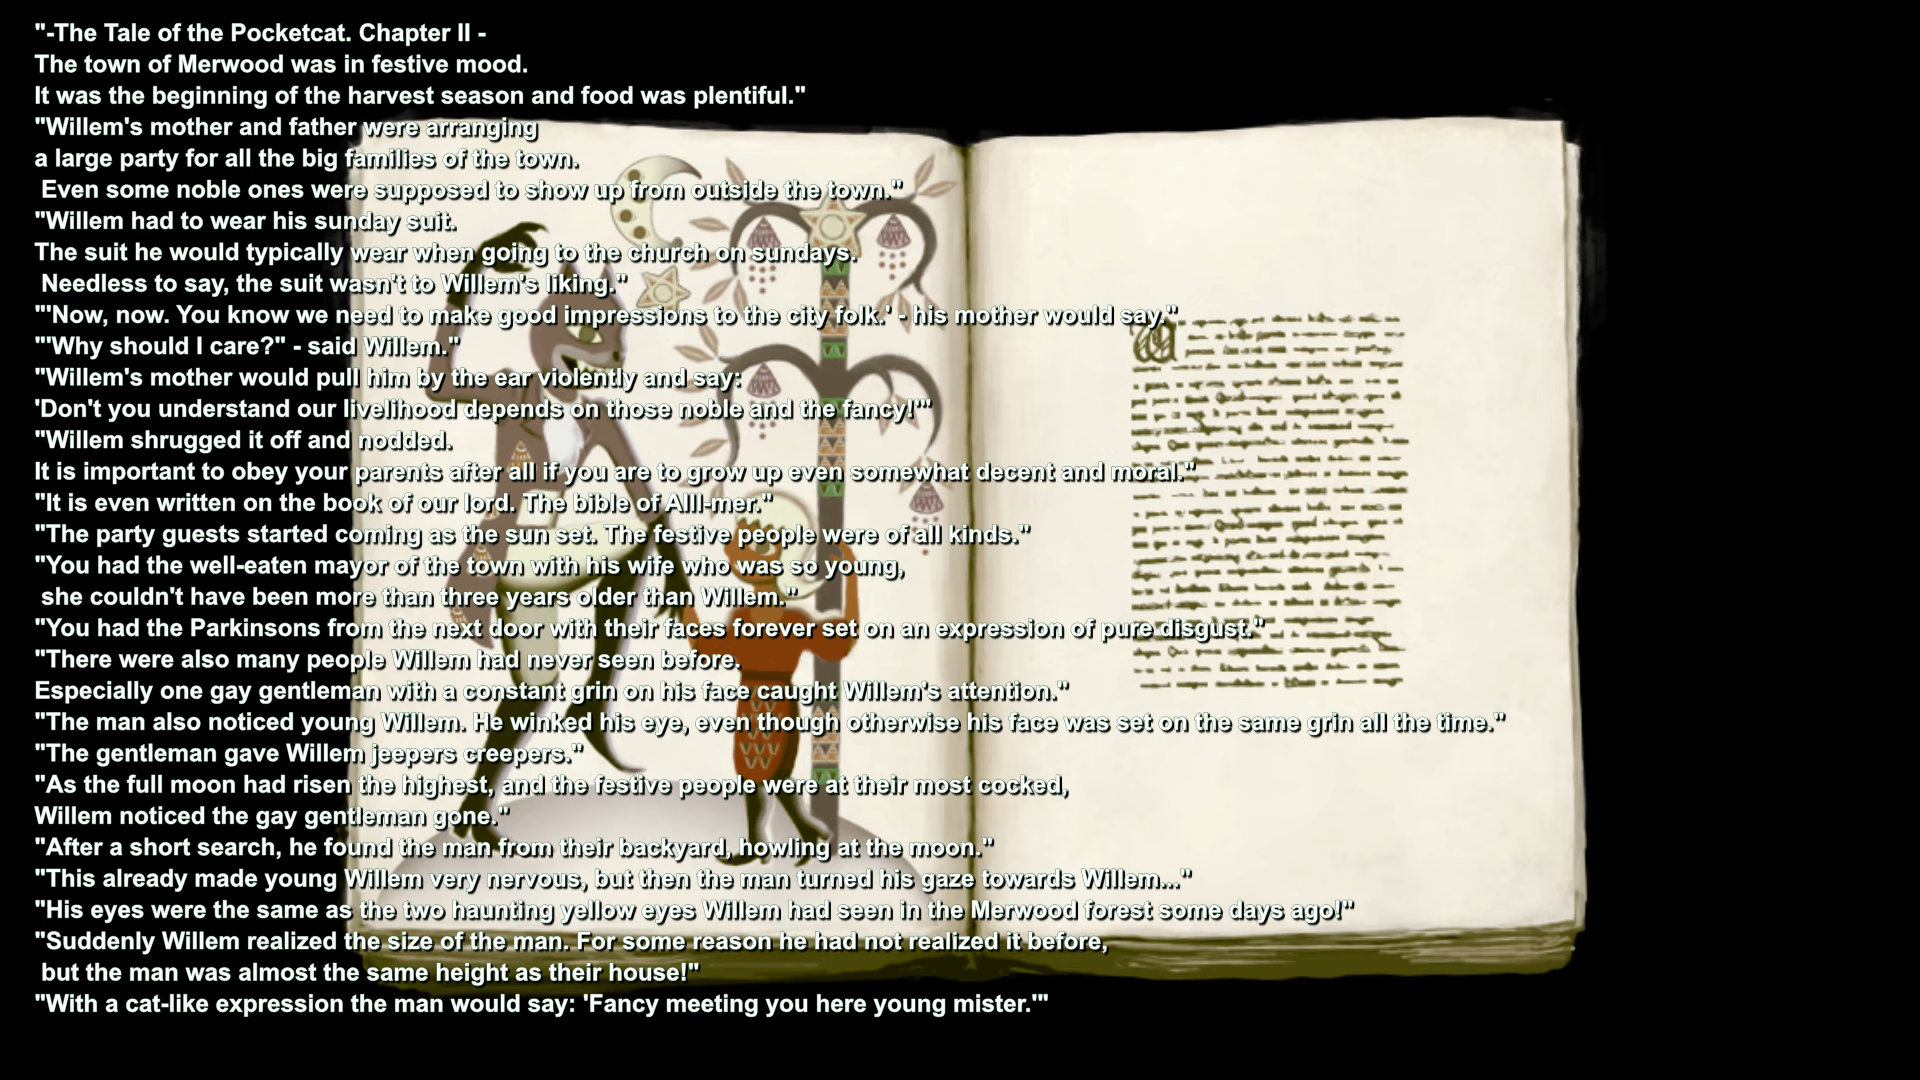 "-The Tale of the Pocketcat. Chapter II -
The town of Merwood was in festive mood.
It was the beginning of the harvest season and food was plentiful."
"Willem's mother and father were arranging
a large party for all the big families of the town.
Even some noble ones were supposed to show up from outside the town."
"Willem had to wear his sunday suit.
The suit he would typically wear when going to the church on sundays.
Needless to say, the suit wasn't to Willem's liking."
"'Now, now. You know we need to make good impressions to the city folk.' - his mother would say."
"'Why should I care?" - said Willem."
"Willem's mother would pull him by the ear violently and say:
'Don't you understand our livelihood depends on those noble and the fancy!'"
"Willem shrugged it off and nodded.
It is important to obey your parents after all if you are to grow up even somewhat decent and moral."
"It is even written on the book of our lord. The bible of Alll-mer."
"The party guests started coming as the sun set. The festive people were of all kinds."
"You had the well-eaten mayor of the town with his wife who was so young,
she couldn't have been more than three years older than Willem."
"You had the Parkinsons from the next door with their faces forever set on an expression of pure disgust."
"There were also many people Willem had never seen before.
Especially one gay gentleman with a constant grin on his face caught Willem's attention."
"The man also noticed young Willem. He winked his eye, even though otherwise his face was set on the same grin all the time."
"The gentleman gave Willem jeepers creepers."
"As the full moon had risen the highest, and the festive people were at their most cocked,
Willem noticed the gay gentleman gone."
"After a short search, he found the man from their backyard, howling at the moon."
"This already made young Willem very nervous, but then the man turned his gaze towards Willem..."
"His eyes were the same as the two haunting yellow eyes Willem had seen in the Merwood forest some days ago!"
"Suddenly Willem realized the size of the man. For some reason he had not realized it before,
but the man was almost the same height as their house!"
"With a cat-like expression the man would say: 'Fancy meeting you here young mister.'"